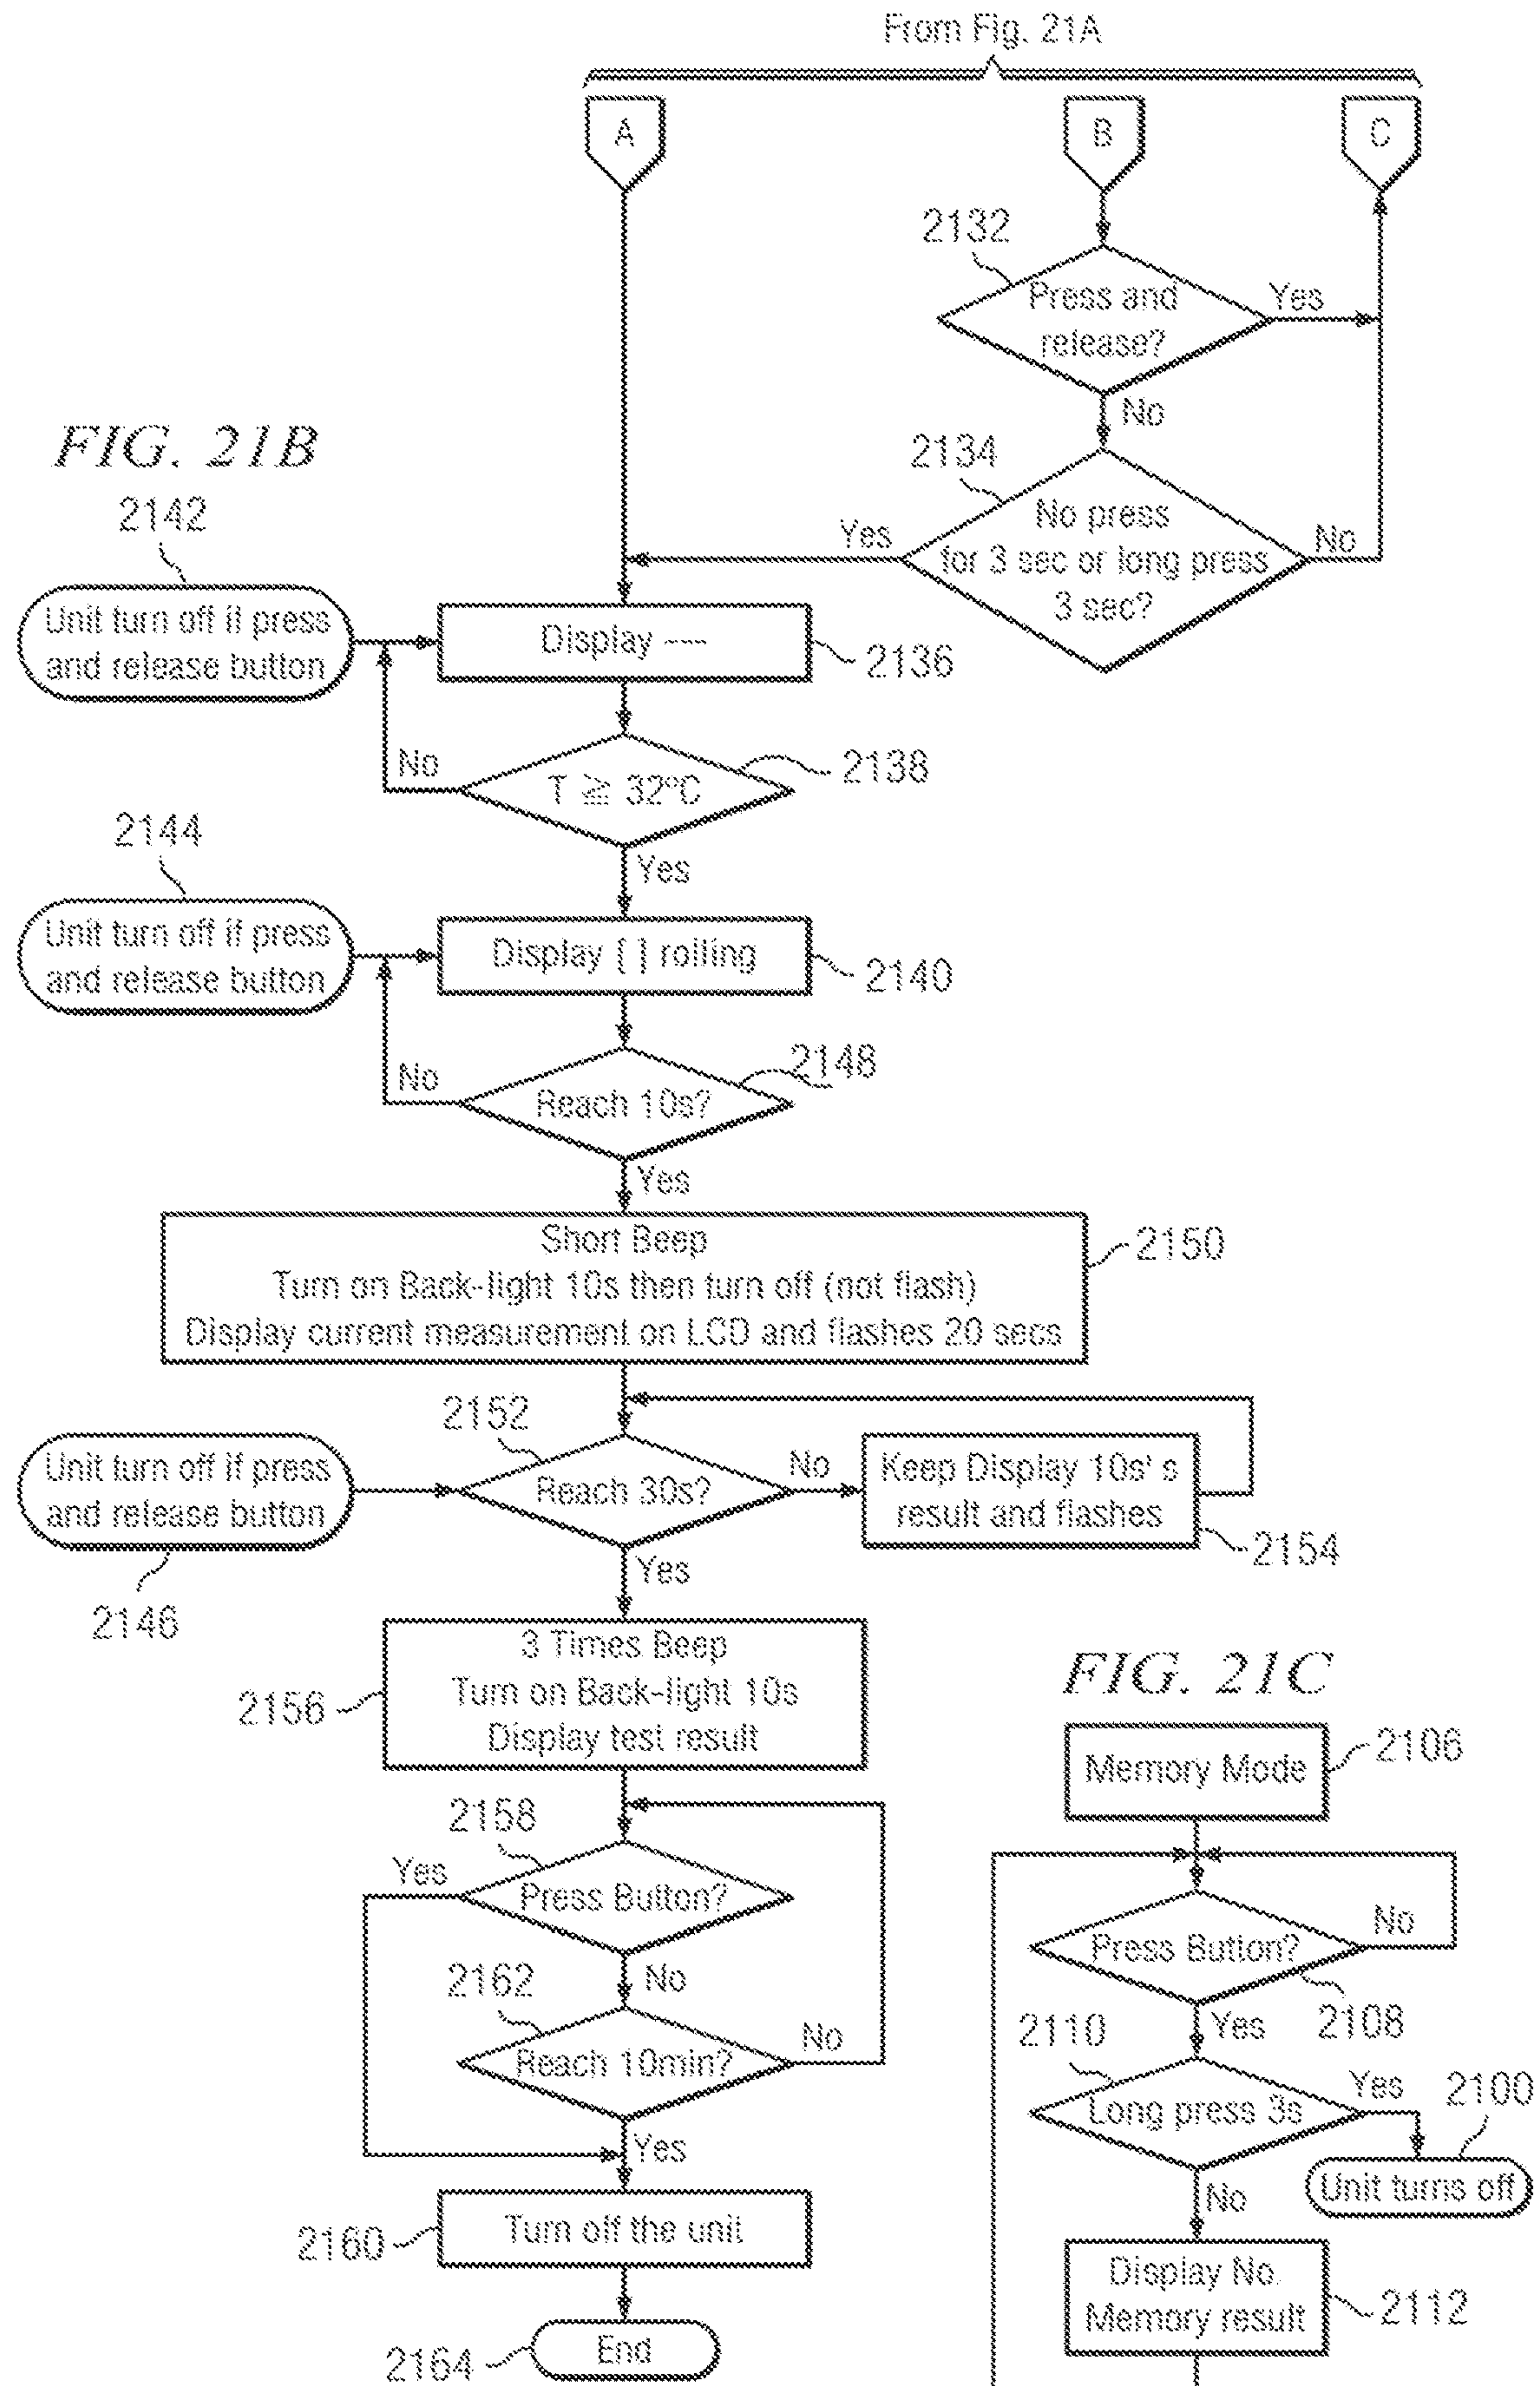 From Fig. 21A
A
B
C
2132
Press and
release?
Yes
No
FIG. 21B
2134
No press
for 3 sec or long press
3 sec?
Yes
No
2142
Unit turn off if press
and release button
Display ----
2136
No
T ≧ 32ºC
2138
Yes
2144
Unit turn off if press
and release button
Display [ ] rolling
2140
No
Reach 10s?
2148
Yes
Short Beep
Turn on Back-light 10s then turn off (not flash)
Display current measurement on LCD and flashes 20 secs
2150
2152
Unit turn off if press
and release button
2146
Reach 30s?
No
Keep Display 10s' s
result and flashes
2154
Yes
3 Times Beep
Turn on Back-light 10s
Display test result
2156
2158
Yes
Press Button?
No
2162
Reach 10min?
No
Yes
Turn off the unit
2160
End
2164
FIG. 21C
Memory Mode
2106
Press Button?
No
2108
Yes
2110
Long press 3s
Yes
2100
Unit turns off
No
Display No.
Memory result
2112